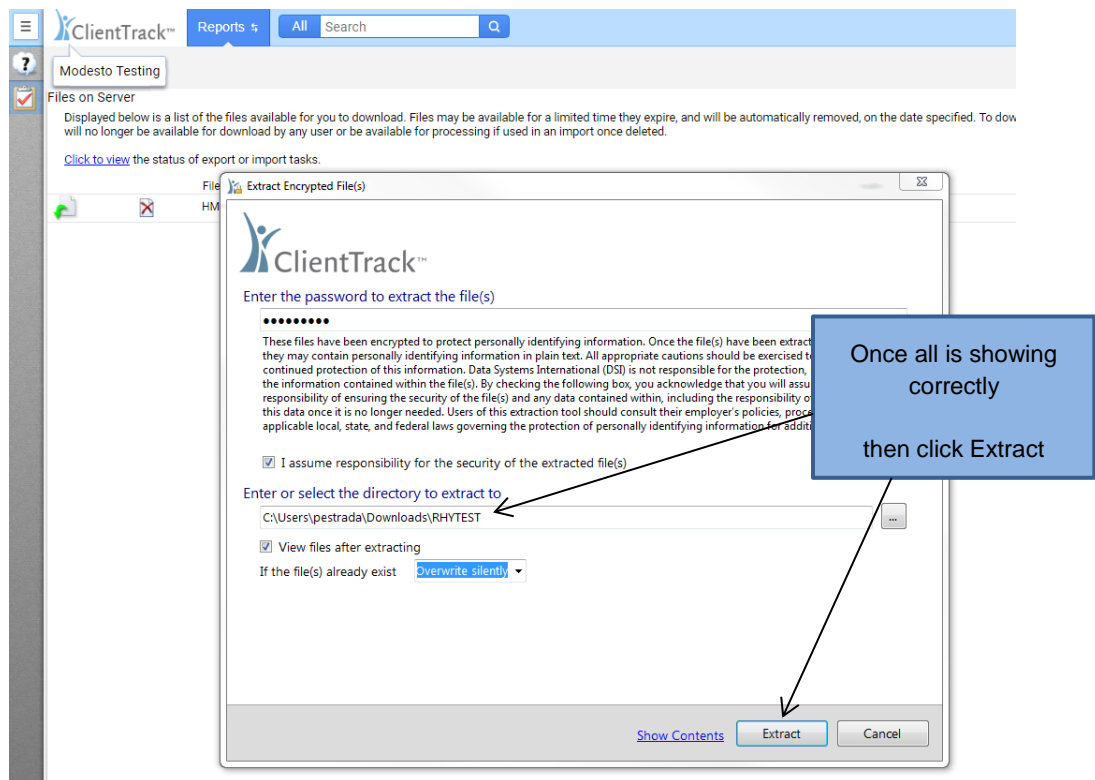 ClientTrack™
Reports
All
Search
Modesto Testing
Files on Server
Displayed below is a list of the files available for you to download. Files may be available for a limited time they expire, and will be automatically removed, on the date specified. To dow
will no longer be available for download by any user or be available for processing if used in an import once deleted.
Click to view the status of export or import tasks.
File
HM
Extract Encrypted File(s)
ClientTrack™
Enter the password to extract the file(s)
These files have been encrypted to protect personally identifying information. Once the file(s) have been extract
they may contain personally identifying information in plain text. All appropriate cautions should be exercised t
continued protection of this information. Data Systems International (DSI) is not responsible for the protection,
the information contained within the file(s). By checking the following box, you acknowledge that you will assu
responsibility of ensuring the security of the file(s) and any data contained within, including the responsibility o
this data once it is no longer needed. Users of this extraction tool should consult their employer's policies, proce
applicable local, state, and federal laws governing the protection of personally identifying information for additi
I assume responsibility for the security of the extracted file(s)
Enter or select the directory to extract to
C:\Users\pestrada\Downloads\RHYTEST
...
View files after extracting
If the file(s) already exist Overwrite silently
Show Contents Extract Cancel
Once all is showing
correctly
then click Extract